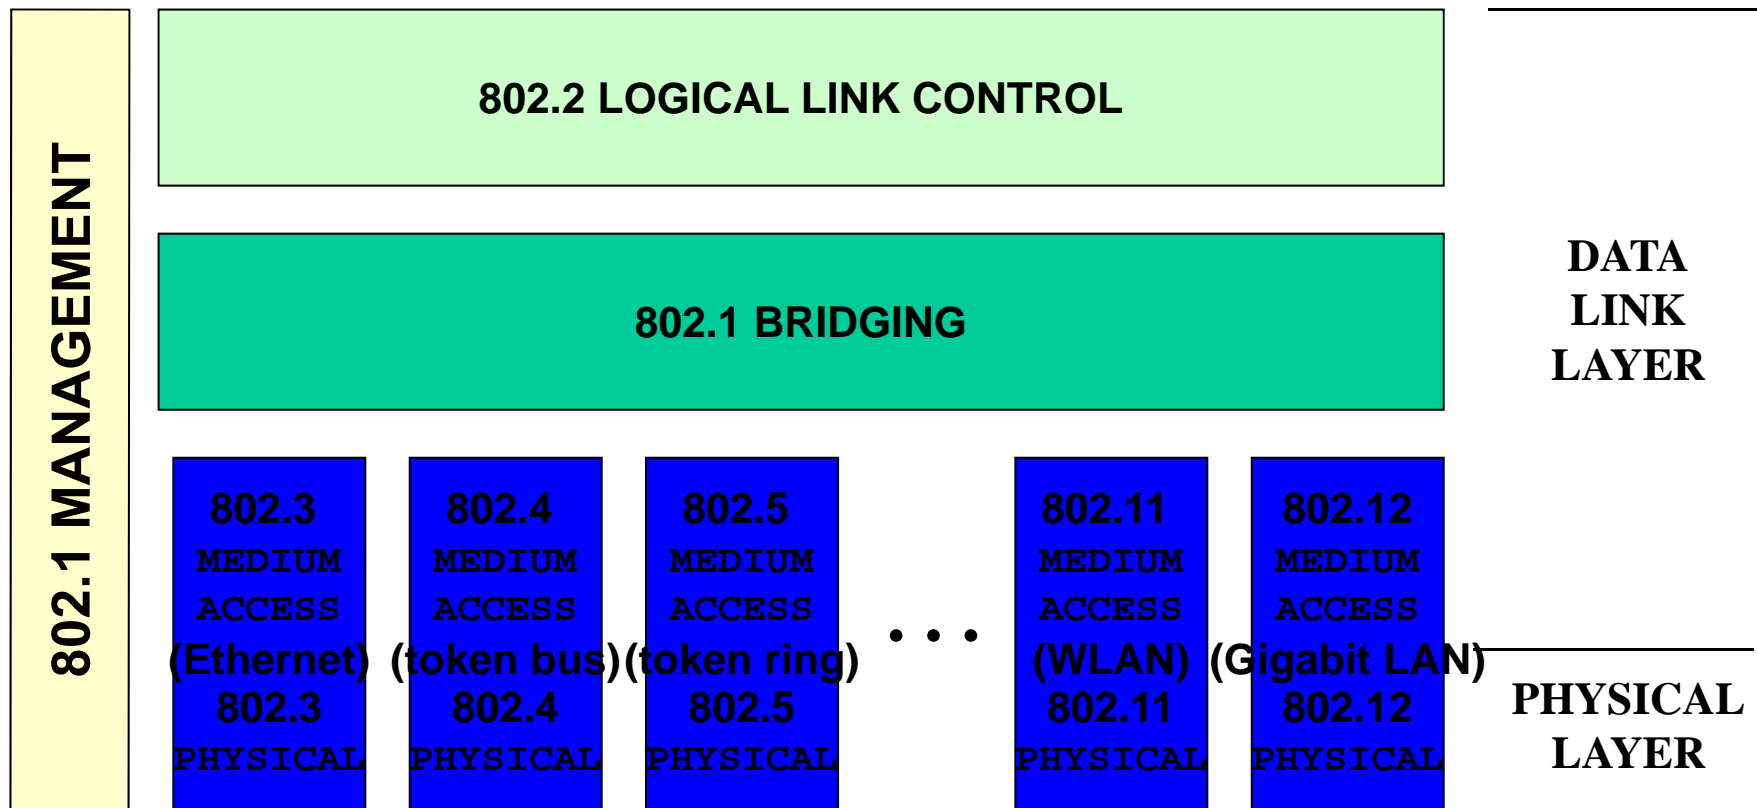 802.1 MANAGEMENT
802.2 LOGICAL LINK CONTROL
802.1 BRIDGING
DATA
LINK
LAYER
802.3
MEDIUM
ACCESS
(Ethernet)
802.3
PHYSICAL
802.4
MEDIUM
ACCESS
(token bus)
802.4
PHYSICAL
802.5
MEDIUM
ACCESS
(token ring)
802.5
PHYSICAL
. . .
802.11
MEDIUM
ACCESS
(WLAN)
802.11
PHYSICAL
802.12
MEDIUM
ACCESS
(Gigabit LAN)
802.12
PHYSICAL
PHYSICAL
LAYER